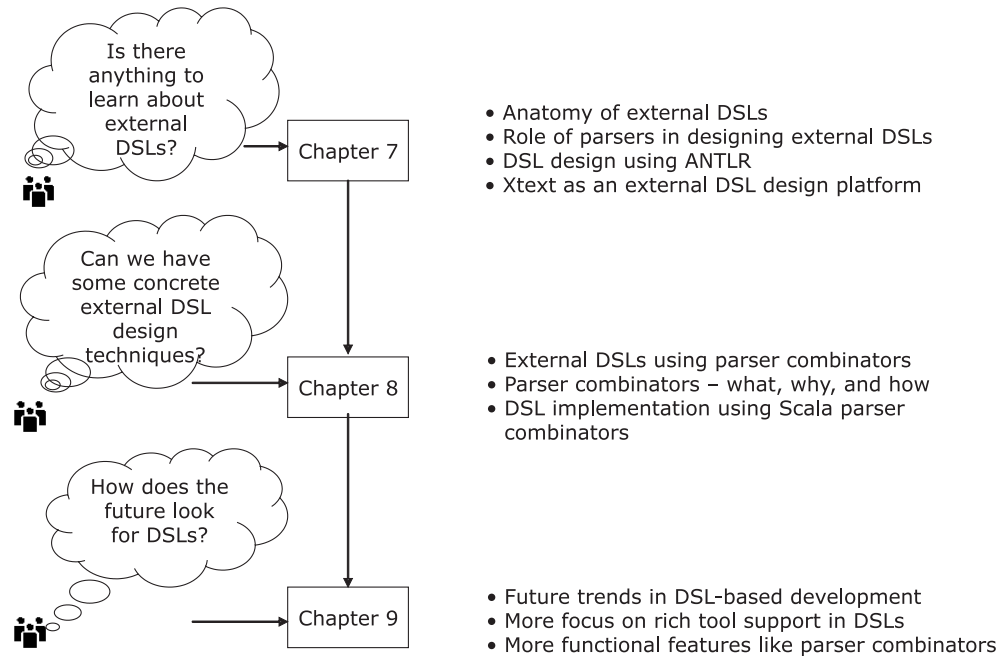 Is there
anything to
learn about
external
DSLs?
Chapter 7
• Anatomy of external DSLs
• Role of parsers in designing external DSLs
• DSL design using ANTLR
• Xtext as an external DSL design platform
Can we have
some concrete
external DSL
design
techniques?
Chapter 8
• External DSLs using parser combinators
• Parser combinators – what, why, and how
• DSL implementation using Scala parser
combinators
How does the
future look
for DSLs?
Chapter 9
• Future trends in DSL-based development
• More focus on rich tool support in DSLs
• More functional features like parser combinators